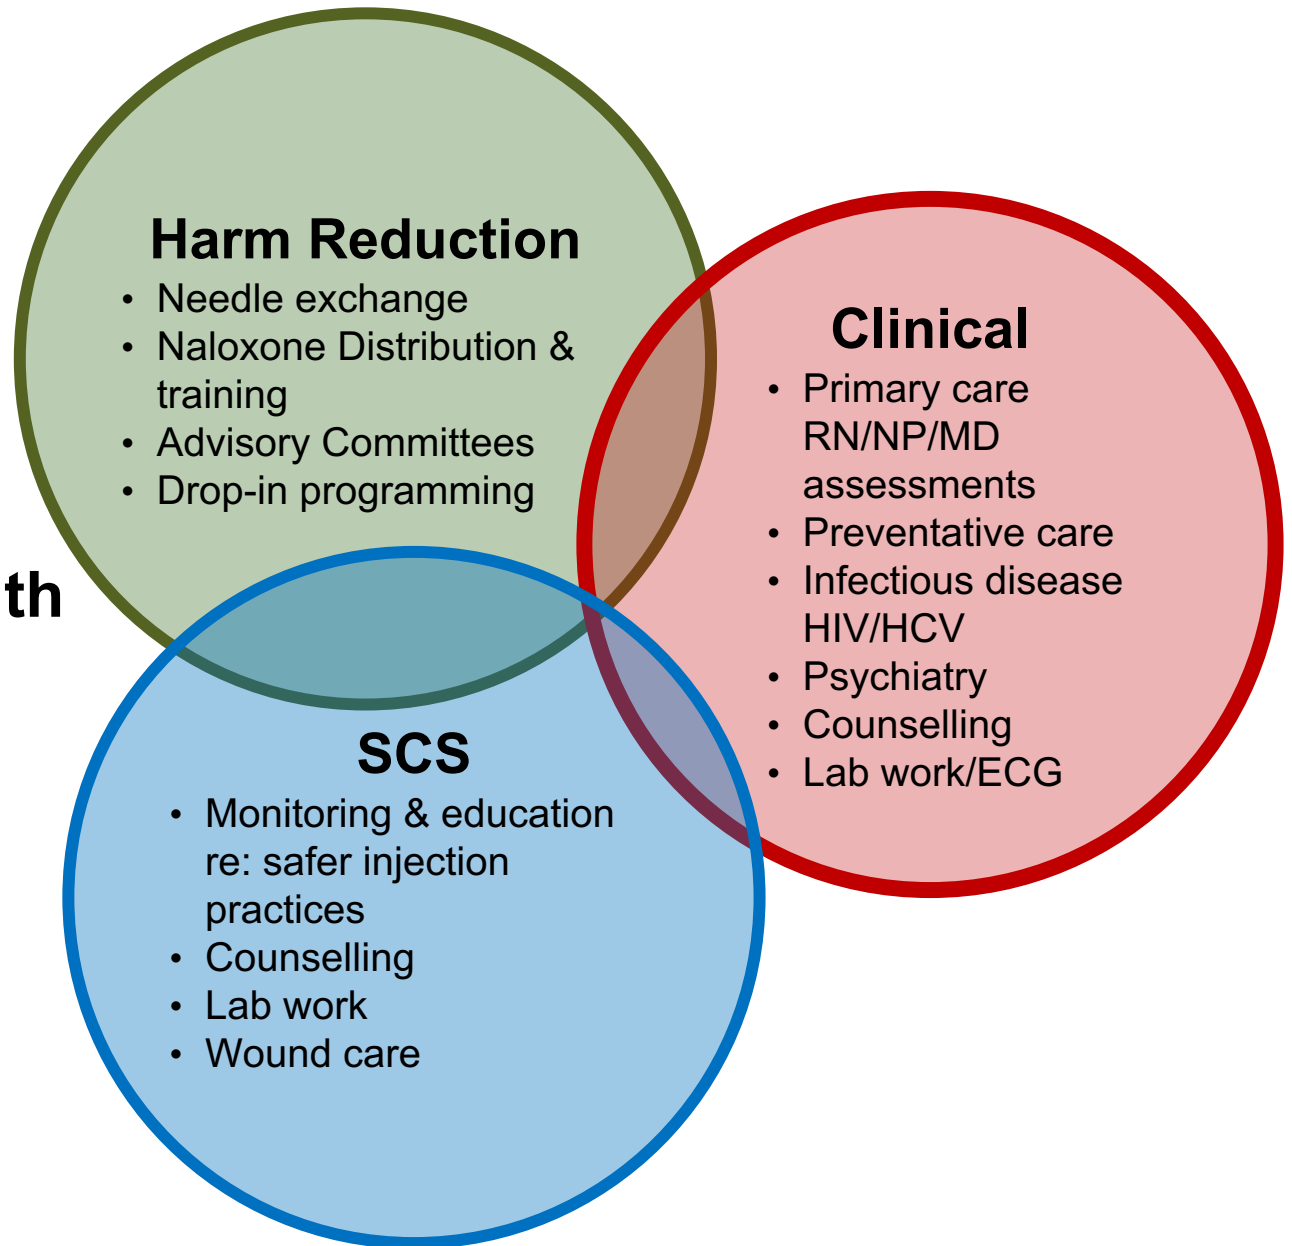 Harm Reduction
• Needle exchange
• Naloxone Distribution &
training
• Advisory Committees
• Drop-in programming
th
Clinical
• Primary care
RN/NP/MD
assessments
• Preventative care
• Infectious disease
HIV/HCV
• Psychiatry
• Counselling
• Lab work/ECG
SCS
• Monitoring & education
re: safer injection
practices
• Counselling
• Lab work
• Wound care